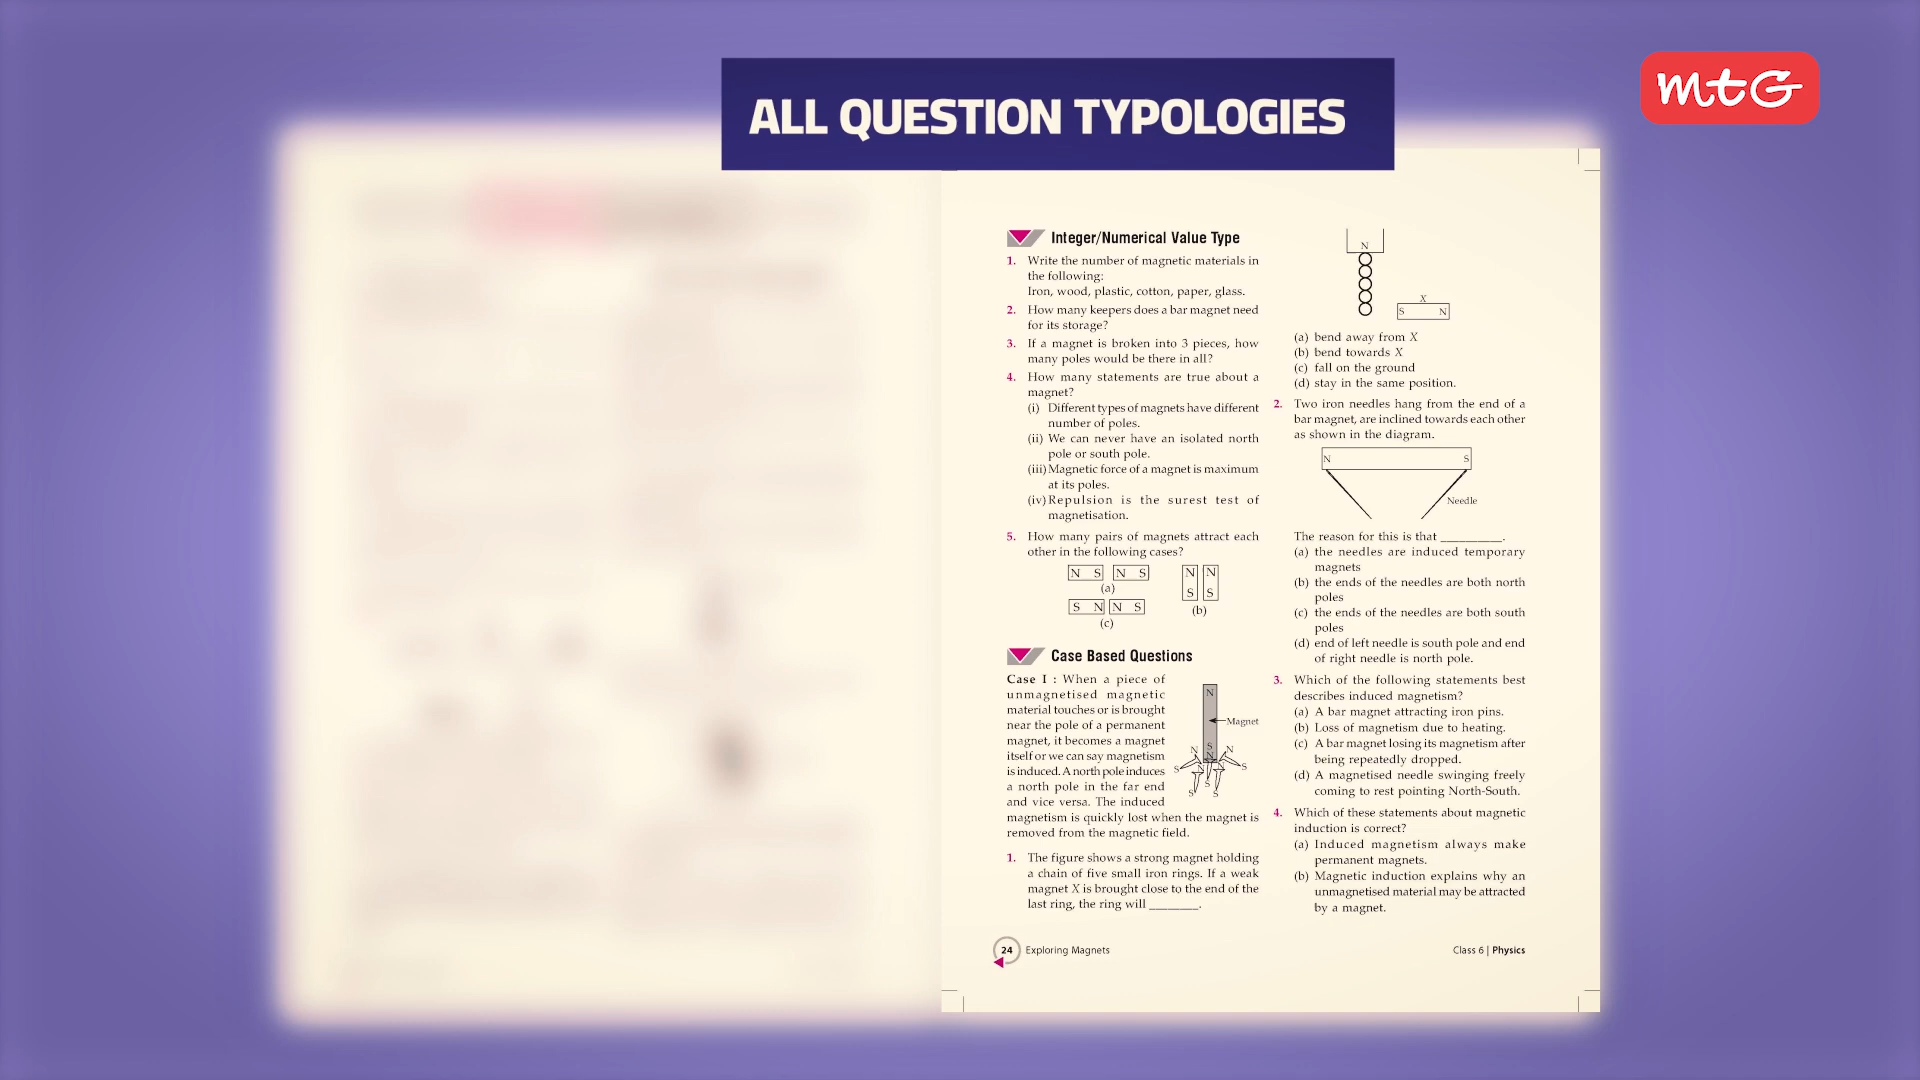 ALL QUESTION TYPOLOGIES
mtG
Integer/Numerical Value Type
1. Write the number of magnetic materials in
the following:
Iron, wood, plastic, cotton, paper, glass.
2. How many keepers does a bar magnet need
for its storage?
3. If a magnet is broken into 3 pieces, how
many poles would be there in all?
4. How many statements are true about a
magnet?
(i) Different types of magnets have different
number of poles.
(ii) We can never have an isolated north
pole or south pole.
(iii) Magnetic force of a magnet is maximum
at its poles.
(iv) Repulsion is the surest test of
magnetisation.
5. How many pairs of magnets attract each
other in the following cases?
N S N S
(a)
N N
S S
(b)
S N N S
(c)
Case Based Questions
Case I : When a piece of
unmagnetised magnetic
material touches or is brought
near the pole of a permanent
magnet, it becomes a magnet
itself or we can say magnetism
is induced. A north pole induces
a north pole in the far end
and vice versa. The induced
magnetism is quickly lost when the magnet is
removed from the magnetic field.
N
Magnet
S
N N N
S S
S
S S
1. The figure shows a strong magnet holding
a chain of five small iron rings. If a weak
magnet X is brought close to the end of the
last ring, the ring will ________.
N
X
S N
(a) bend away from X
(b) bend towards X
(c) fall on the ground
(d) stay in the same position.
2. Two iron needles hang from the end of a
bar magnet, are inclined towards each other
as shown in the diagram.
N S
Needle
The reason for this is that __________.
(a) the needles are induced temporary
magnets
(b) the ends of the needles are both north
poles
(c) the ends of the needles are both south
poles
(d) end of left needle is south pole and end
of right needle is north pole.
3. Which of the following statements best
describes induced magnetism?
(a) A bar magnet attracting iron pins.
(b) Loss of magnetism due to heating.
(c) A bar magnet losing its magnetism after
being repeatedly dropped.
(d) A magnetised needle swinging freely
coming to rest pointing North-South.
4. Which of these statements about magnetic
induction is correct?
(a) Induced magnetism always make
permanent magnets.
(b) Magnetic induction explains why an
unmagnetised material may be attracted
by a magnet.
24 Exploring Magnets
Class 6 | Physics